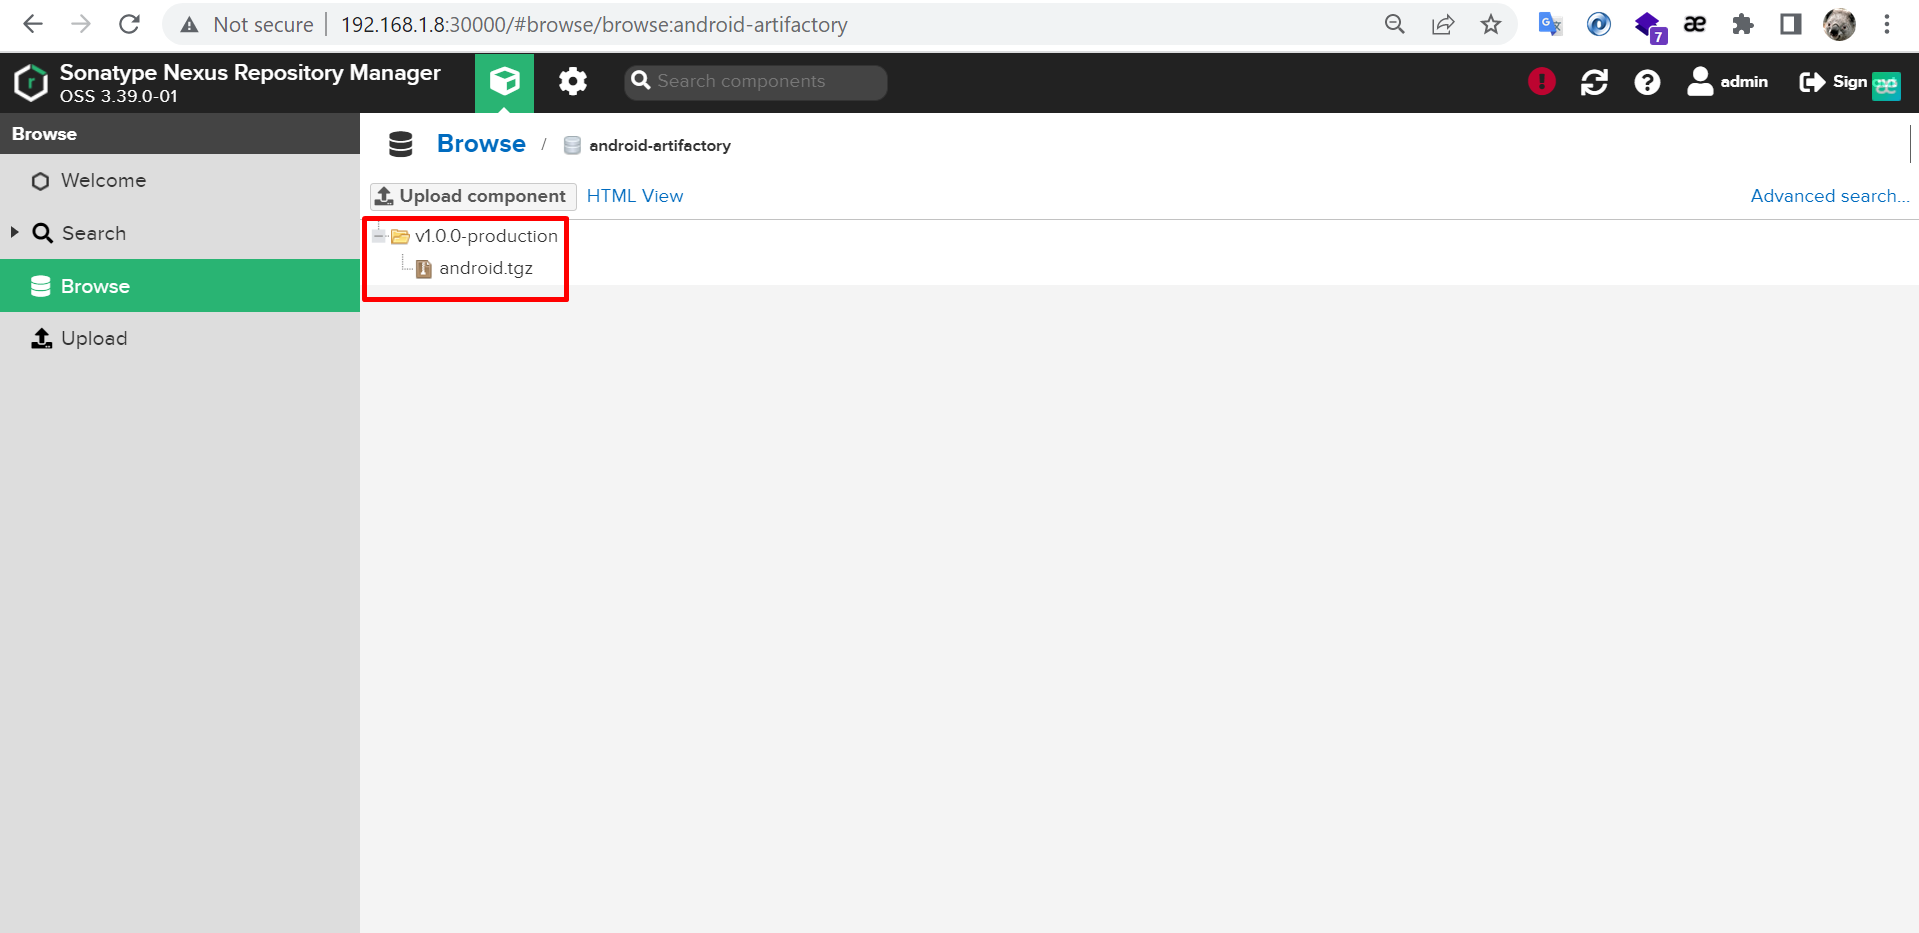 Not secure
192.168.1.8:30000/#browse/browse:android-artifactory
7
æ
Sonatype Nexus Repository Manager
OSS 3.39.0-01
Search components
admin
Sign
æ
Browse
Welcome
Search
Browse
Upload
Browse / android-artifactory
Upload component HTML View Advanced search...
v1.0.0-production
android.tgz